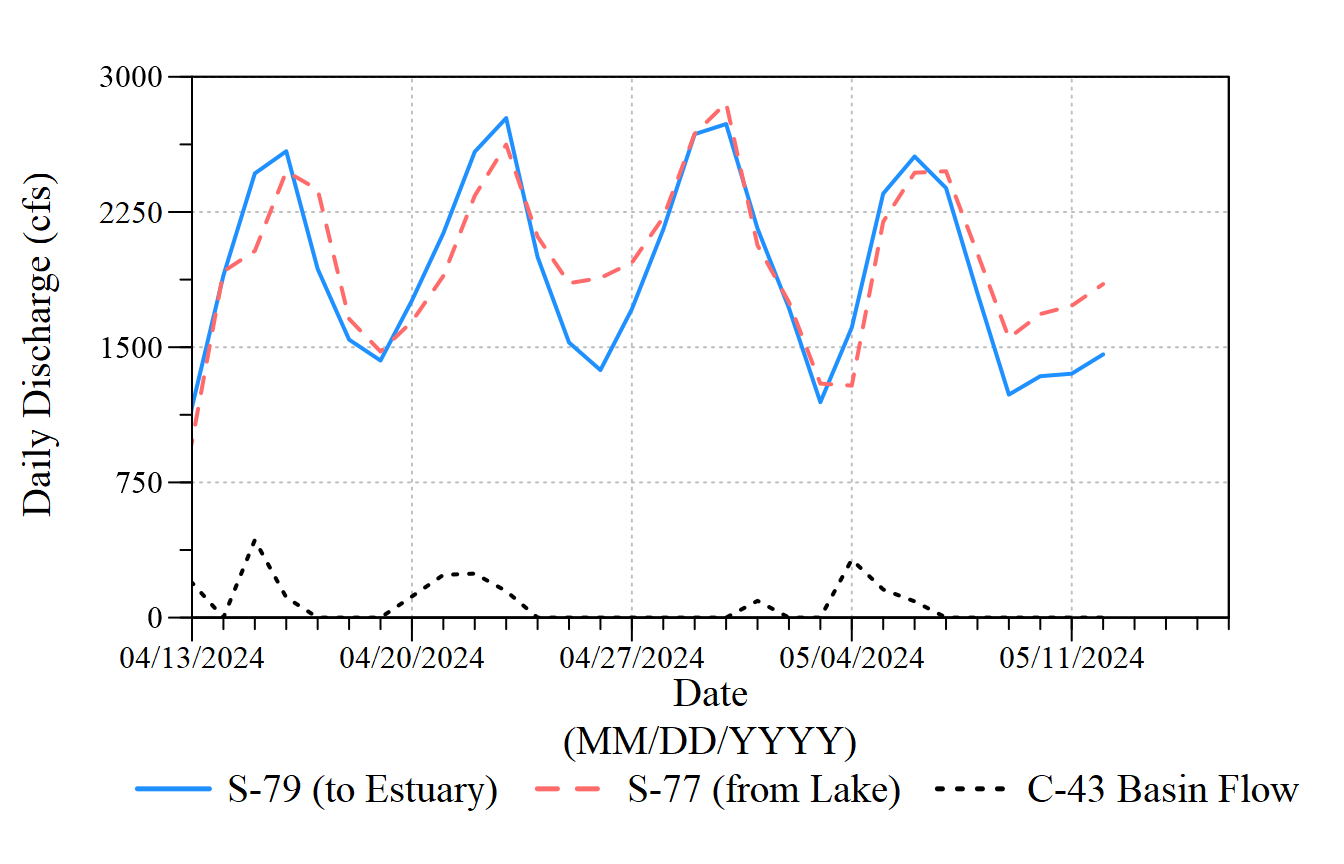 3000
2250
1500
750
0
Daily Discharge (cfs)
04/13/2024 04/20/2024 04/27/2024 05/04/2024 05/11/2024
Date
(MM/DD/YYYY)
S-79 (to Estuary) S-77 (from Lake) C-43 Basin Flow